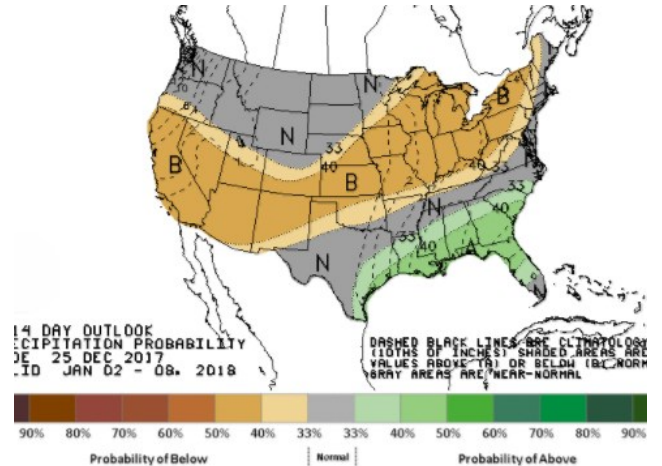 N
N
N
B
B
B
N
N
N
N
33
40
40
33
33
40
33
40
14 DAY OUTLOOK
ECIPITATION PROBABILITY
DE 25 DEC 2017
LID JAN 02 - 08, 2018
DASHED BLACK LINES ARE CLIMATOLOGY
(10THS OF INCHES) SHADED AREAS ARE
VALUES ABOVE (A) OR BELOW (B) NORM
GRAY AREAS ARE NEAR-NORMAL
90% 80% 70% 60% 50% 40% 33% 33% 40% 50% 60% 70% 80% 90%
Probability of Below Normal Probability of Above